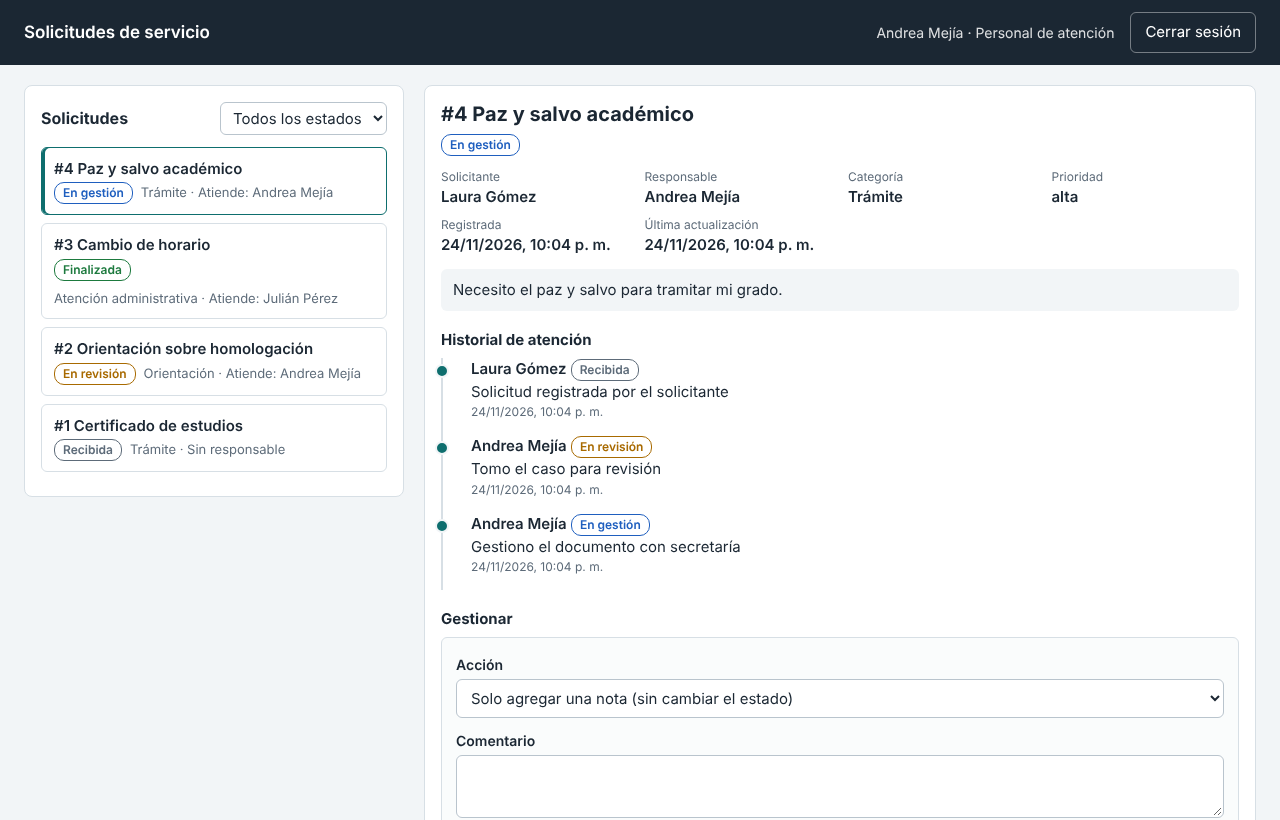 Solicitudes de servicio
Andrea Mejía · Personal de atención
Cerrar sesión
Solicitudes
Todos los estados
#4 Paz y salvo académico
En gestión
Trámite · Atiende: Andrea Mejía
#3 Cambio de horario
Finalizada
Atención administrativa · Atiende: Julián Pérez
#2 Orientación sobre homologación
En revisión
Orientación · Atiende: Andrea Mejía
#1 Certificado de estudios
Recibida
Trámite · Sin responsable
#4 Paz y salvo académico
En gestión
Solicitante
Laura Gómez
Responsable
Andrea Mejía
Categoría
Trámite
Prioridad
alta
Registrada
24/11/2026, 10:04 p. m.
Última actualización
24/11/2026, 10:04 p. m.
Necesito el paz y salvo para tramitar mi grado.
Historial de atención
Laura Gómez Recibida
Solicitud registrada por el solicitante
24/11/2026, 10:04 p. m.
Andrea Mejía En revisión
Tomo el caso para revisión
24/11/2026, 10:04 p. m.
Andrea Mejía En gestión
Gestiono el documento con secretaría
24/11/2026, 10:04 p. m.
Gestionar
Acción
Solo agregar una nota (sin cambiar el estado)
Comentario